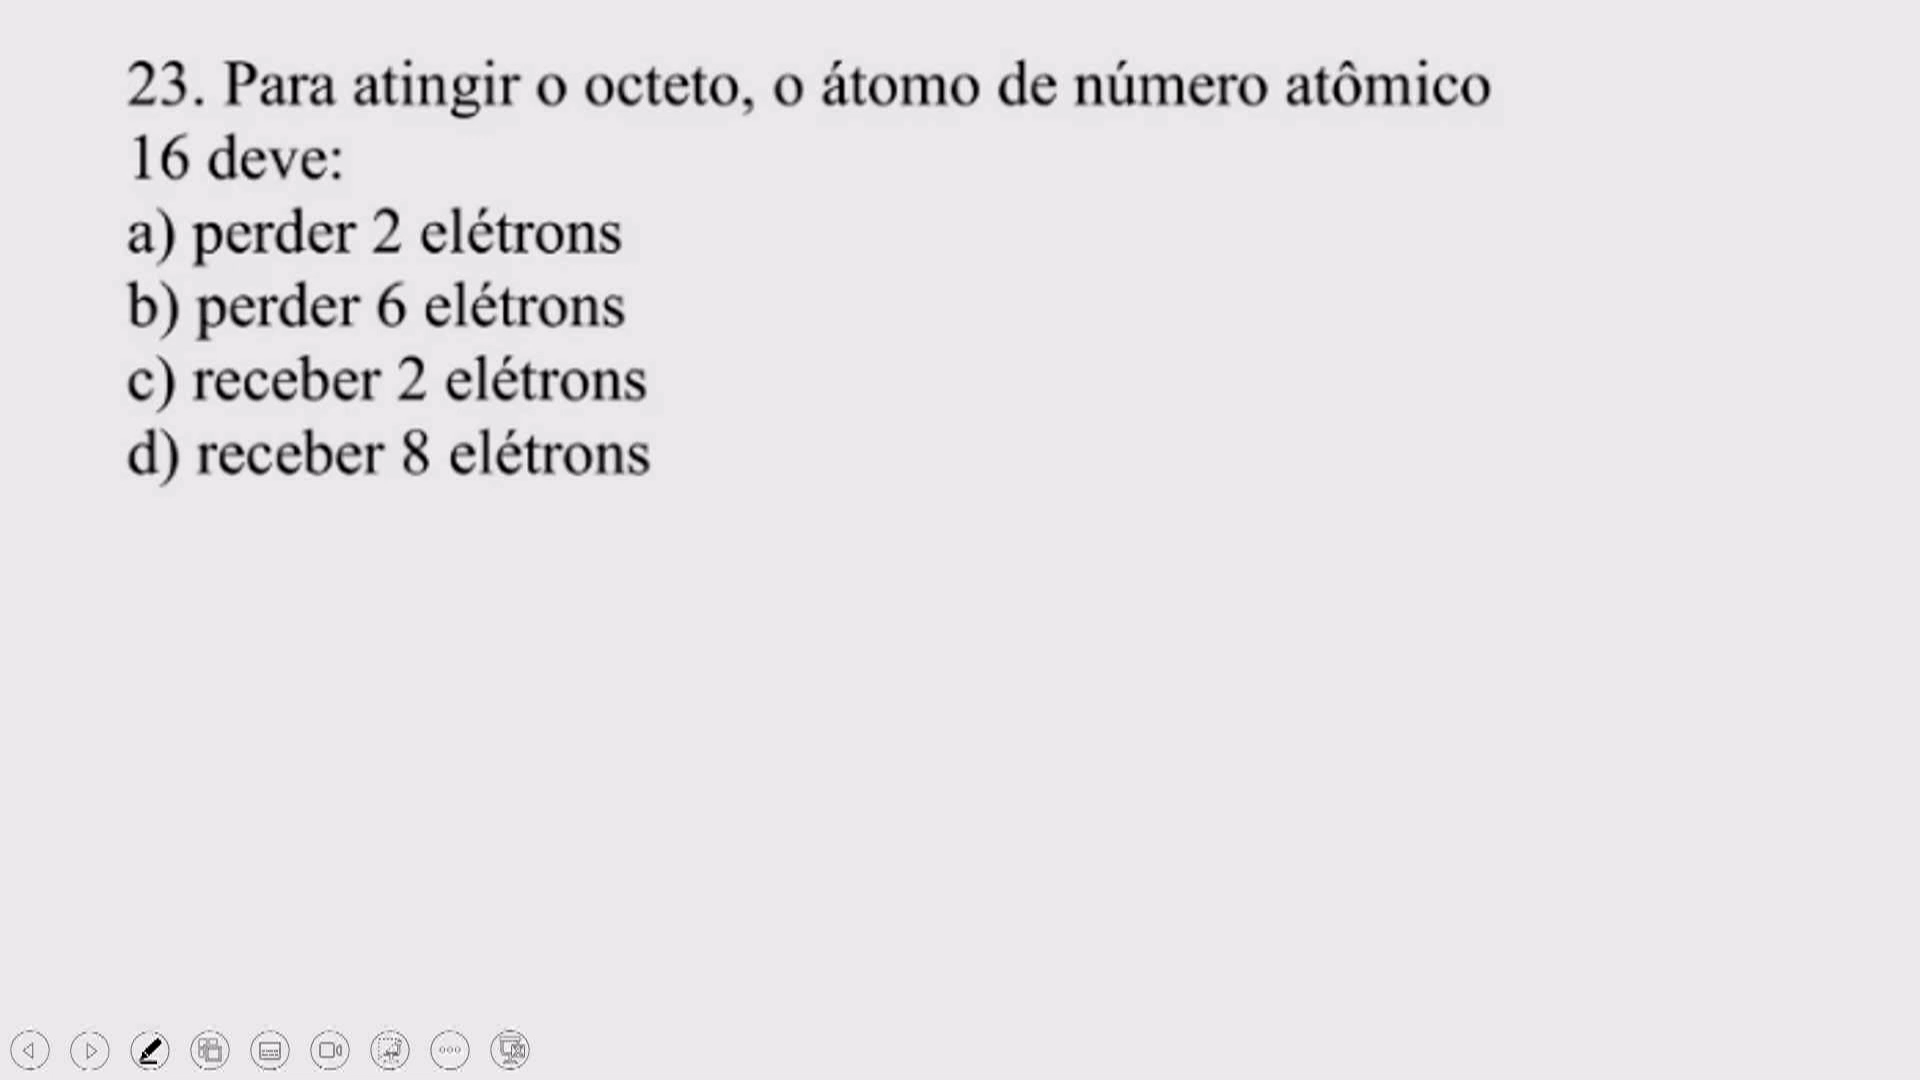 23. Para atingir o octeto, o átomo de número atômico
16 deve:
a) perder 2 elétrons
b) perder 6 elétrons
c) receber 2 elétrons
d) receber 8 elétrons